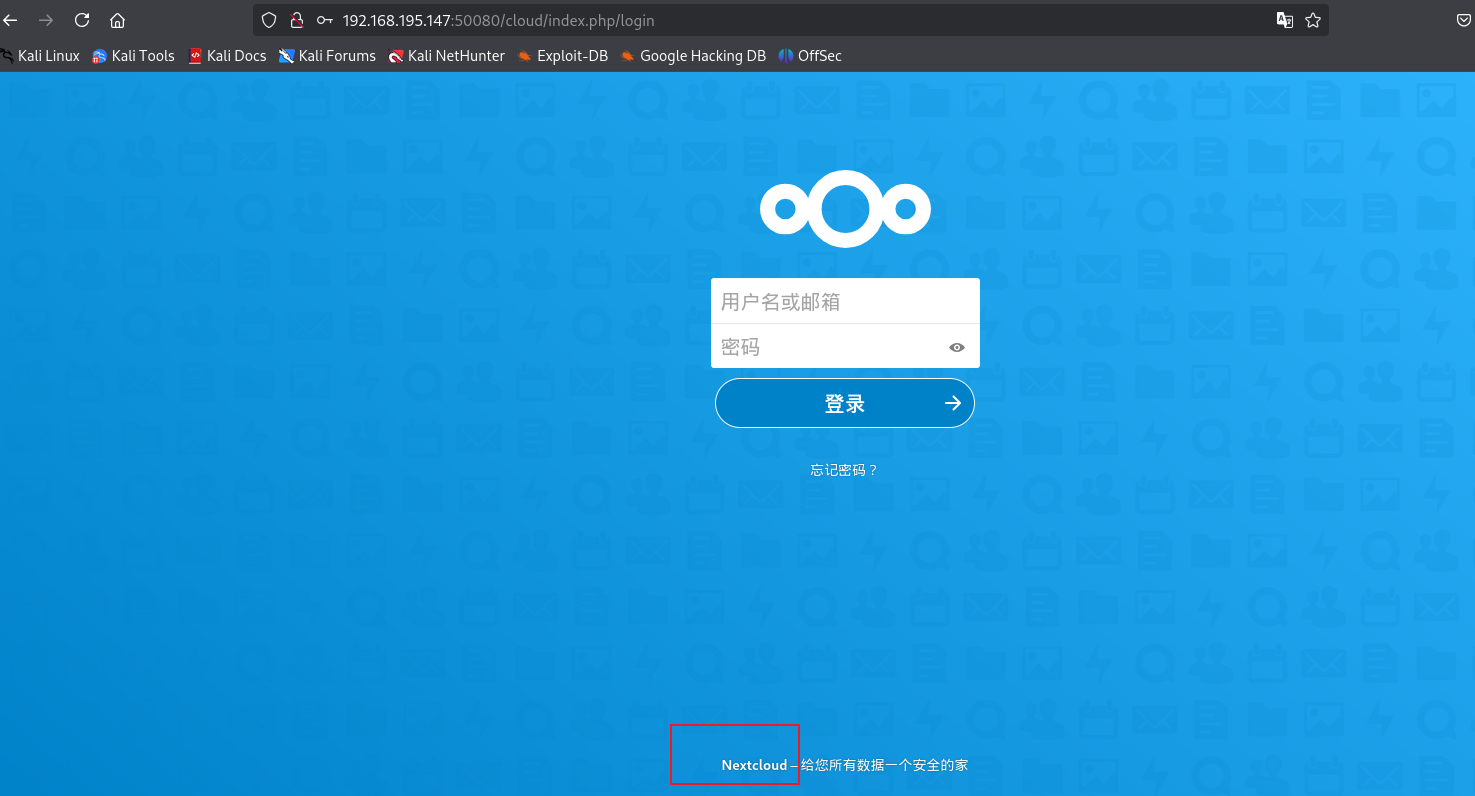 192.168.195.147:50080/cloud/index.php/login
Kali Linux Kali Tools Kali Docs Kali Forums Kali NetHunter Exploit-DB Google Hacking DB OffSec
用户名或邮箱
密码
登录
忘记密码？
Nextcloud – 给您所有数据一个安全的家